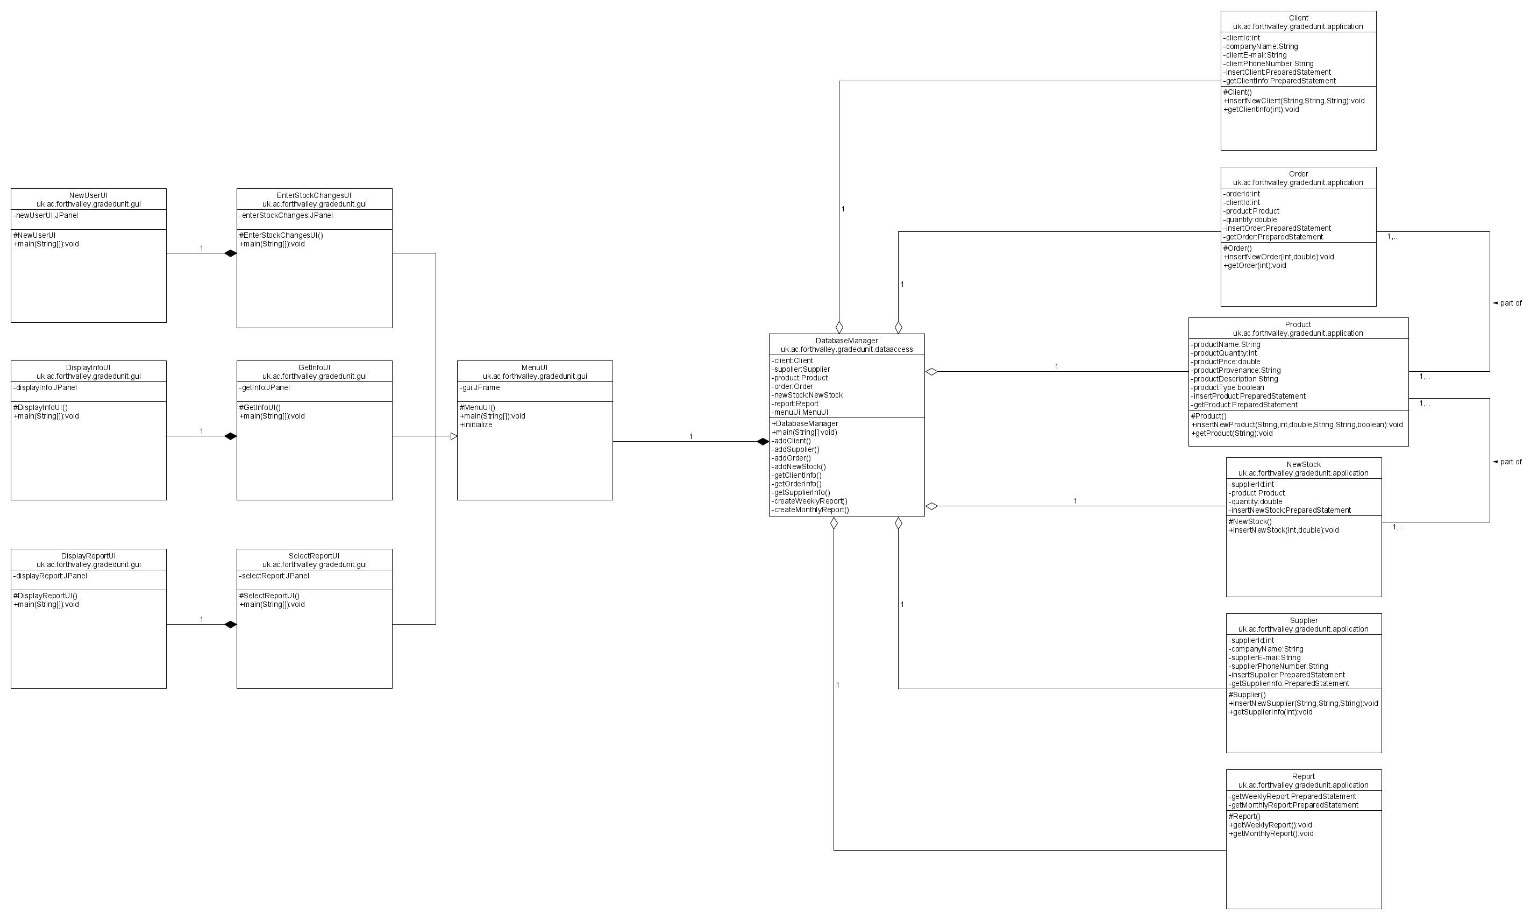 Client
uk.ac.forthvalley.gradedunit.application
-clientId:int
-companyName:String
-clientE-mail:String
-clientPhoneNumber:String
-insertClient:PreparedStatement
-getClientInfo:PreparedStatement
#Client()
+insertNewClient(String,String,String):void
+getClientInfo(int):void
Order
uk.ac.forthvalley.gradedunit.application
-orderId:int
-clientId:int
-product:Product
-quantity:double
-insertOrder:PreparedStatement
-getOrder:PreparedStatement
#Order()
+insertNewOrder(int,double):void
+getOrder(int):void
1
1
1,..
◄ part of
NewUserUI
uk.ac.forthvalley.gradedunit.gui
-newUserUI:JPanel
#NewUserUI
+main(String[]):void
1
EnterStockChangesUI
uk.ac.forthvalley.gradedunit.gui
-enterStockChanges:JPanel
#EnterStockChangesUI()
+main(String[]):void
DisplayInfoUI
uk.ac.forthvalley.gradedunit.gui
-displayInfo:JPanel
#DisplayInfoUI()
+main(String[]):void
1
GetInfoUI
uk.ac.forthvalley.gradedunit.gui
-getInfo:JPanel
#GetInfoUI()
+main(String[]):void
MenuUI
uk.ac.forthvalley.gradedunit.gui
-gui:JFrame
#MenuUI()
+main(String[]):void
+initialize
1
DatabaseManager
uk.ac.forthvalley.gradedunit.dataaccess
-client:Client
-supplier:Supplier
-product:Product
-order:Order
-newStock:NewStock
-report:Report
-menuUi:MenuUI
+DatabaseManager
+main(String[]:void)
-addClient()
-addSupplier()
-addOrder()
-addNewStock()
-getClientInfo()
-getOrderInfo()
-getSupplierInfo()
-createWeeklyReport()
-createMonthlyReport()
1
Product
uk.ac.forthvalley.gradedunit.application
-productName:String
-productQuantity:int
-productPrice:double
-productProvenance:String
-productDescription:String
-productType:boolean
-insertProduct:PreparedStatement
-getProduct:PreparedStatement
#Product()
+insertNewProduct(String,int,double,String,String,boolean):void
+getProduct(String):void
1,..
1,..
◄ part of
1
NewStock
uk.ac.forthvalley.gradedunit.application
-supplierId:int
-product:Product
-quantity:double
-insertNewStock:PreparedStatement
#NewStock()
+insertNewStock(int,double):void
1,..
DisplayReportUI
uk.ac.forthvalley.gradedunit.gui
-displayReport:JPanel
#DisplayReportUI()
+main(String[]):void
1
SelectReportUI
uk.ac.forthvalley.gradedunit.gui
-selectReport:JPanel
#SelectReportUI()
+main(String[]):void
1
Supplier
uk.ac.forthvalley.gradedunit.application
-supplierId:int
-companyName:String
-supplierE-mail:String
-supplierPhoneNumber:String
-insertSupplier:PreparedStatement
-getSupplierInfo:PreparedStatement
#Supplier()
+insertNewSupplier(String,String,String):void
+getSupplierInfo(int):void
1
Report
uk.ac.forthvalley.gradedunit.application
-getWeeklyReport:PreparedStatement
-getMonthlyReport:PreparedStatement
#Report()
+getWeeklyReport():void
+getMonthlyReport():void